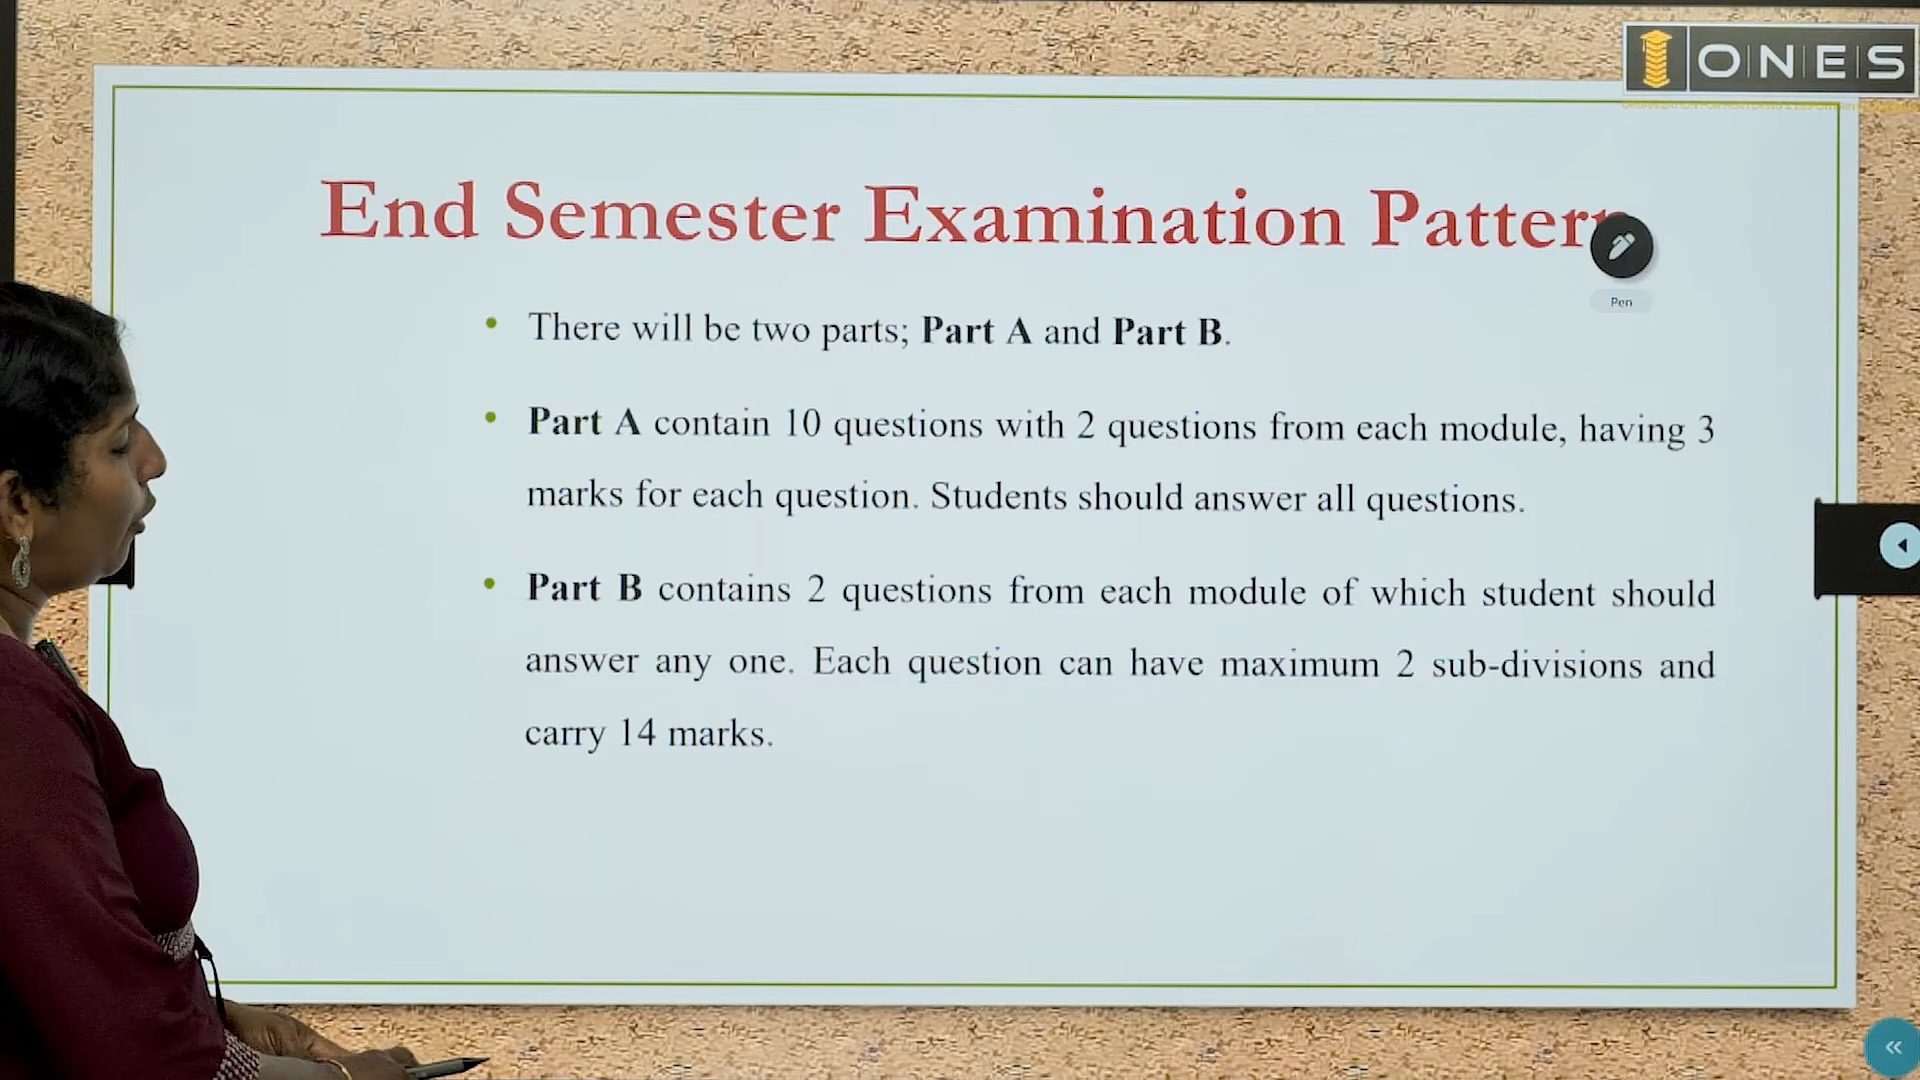 ONES
End Semester Examination Pattern
Pen
• There will be two parts; Part A and Part B.
• Part A contain 10 questions with 2 questions from each module, having 3
marks for each question. Students should answer all questions.
• Part B contains 2 questions from each module of which student should
answer any one. Each question can have maximum 2 sub-divisions and
carry 14 marks.